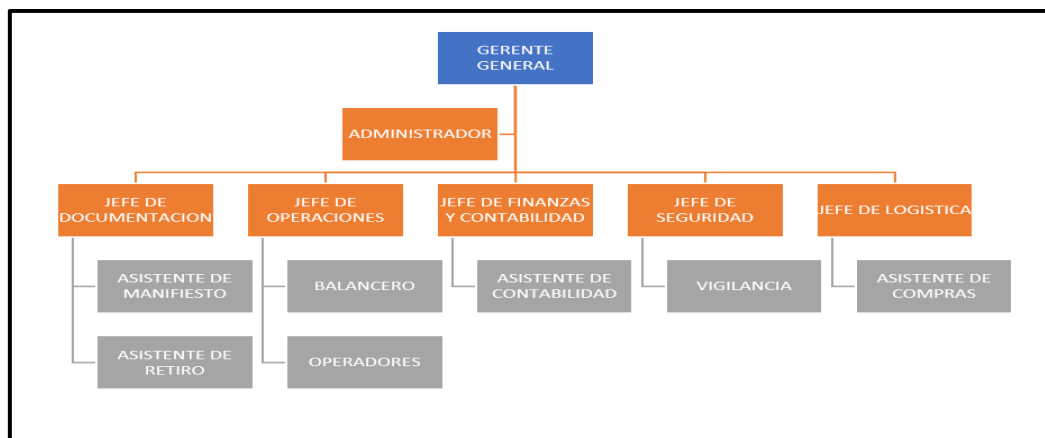 GERENTE
GENERAL
ADMINISTRADOR
JEFE DE
DOCUMENTACION
JEFE DE
OPERACIONES
JEFE DE FINANZAS
Y CONTABILIDAD
JEFE DE
SEGURIDAD
JEFE DE LOGISTICA
ASISTENTE DE
MANIFIESTO
BALANCERO
ASISTENTE DE
CONTABILIDAD
VIGILANCIA
ASISTENTE DE
COMPRAS
ASISTENTE DE
RETIRO
OPERADORES